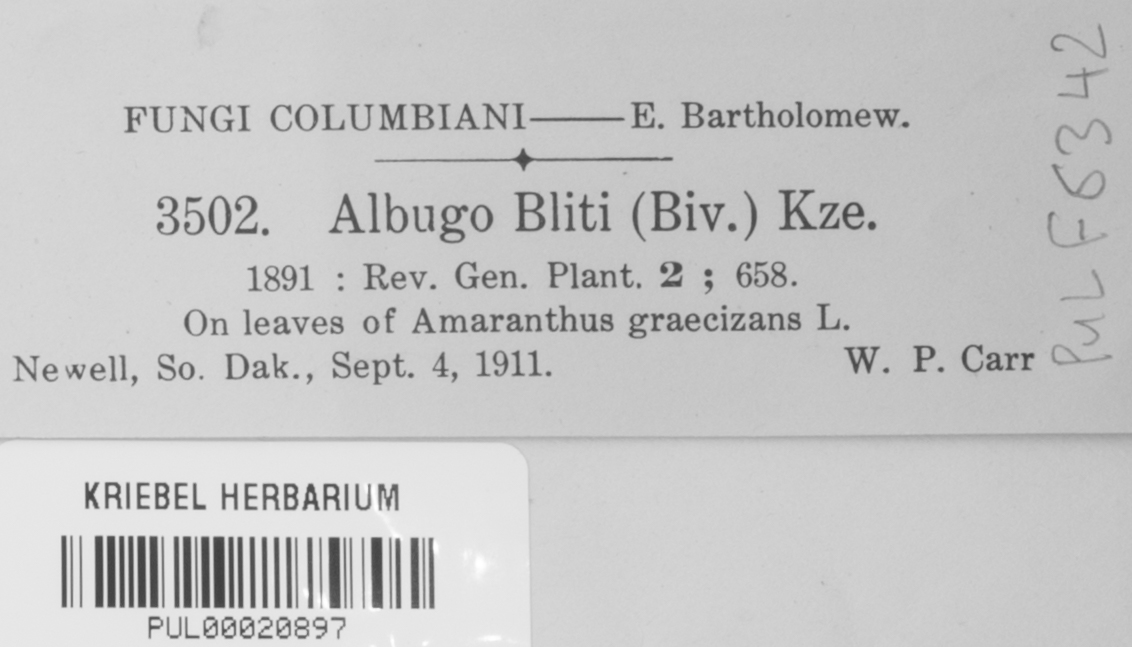 FUNGI COLUMBIANI——E. Bartholomew.
3502. Albugo Bliti (Biv.) Kze.
1891 : Rev. Gen. Plant. 2 ; 658.
On leaves of Amaranthus graecizans L.
Newell, So. Dak., Sept. 4, 1911. W. P. Carr
PUL F6342
KRIEBEL HERBARIUM
PUL00020897